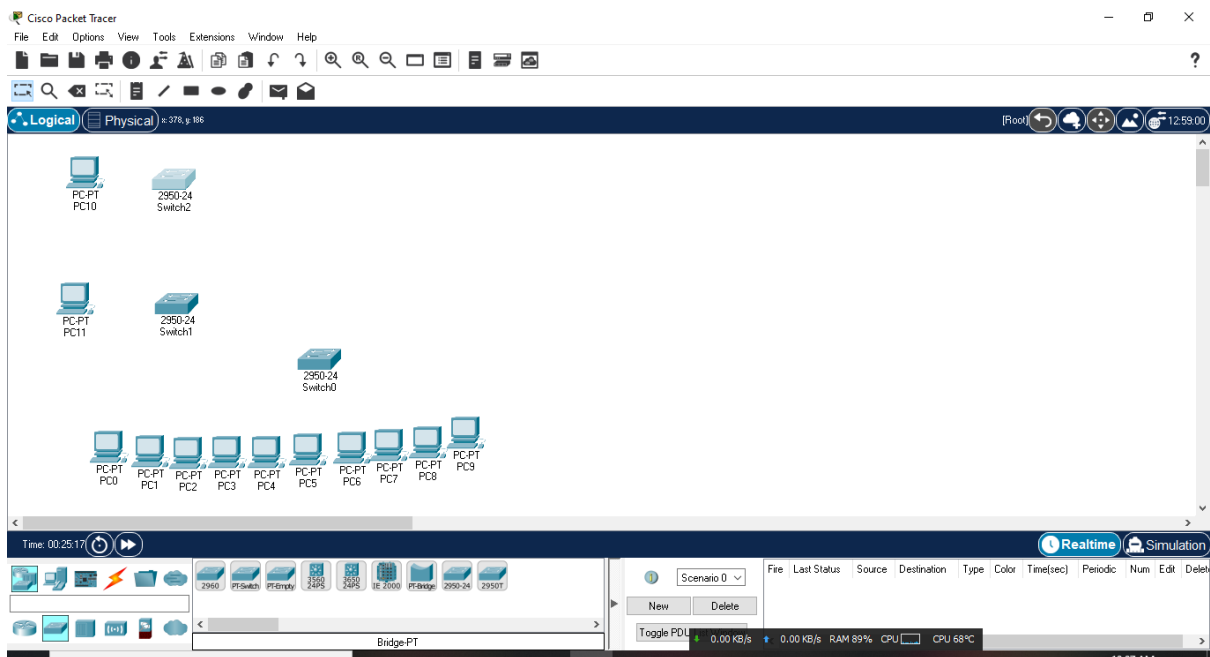 Cisco Packet Tracer
File Edit Options View Tools Extensions Window Help
?
Logical Physical x: 378, y: 186 [Root] 12:59:00
PC-PT
PC10
2950-24
Switch2
PC-PT
PC11
2950-24
Switch1
2950-24
Switch0
PC-PT
PC0
PC-PT
PC1
PC-PT
PC2
PC-PT
PC3
PC-PT
PC4
PC-PT
PC5
PC-PT
PC6
PC-PT
PC7
PC-PT
PC8
PC-PT
PC9
Time: 00:25:17 Realtime Simulation
2960 PT-Switch PT-Empty 3560 24PS 3650 24PS IE 2000 PT-Bridge 2950-24 2950T
Bridge-PT
Scenario 0
New Delete
Toggle PDU
Fire Last Status Source Destination Type Color Time(sec) Periodic Num Edit Delet
0.00 KB/s 0.00 KB/s RAM 89% CPU CPU 68°C